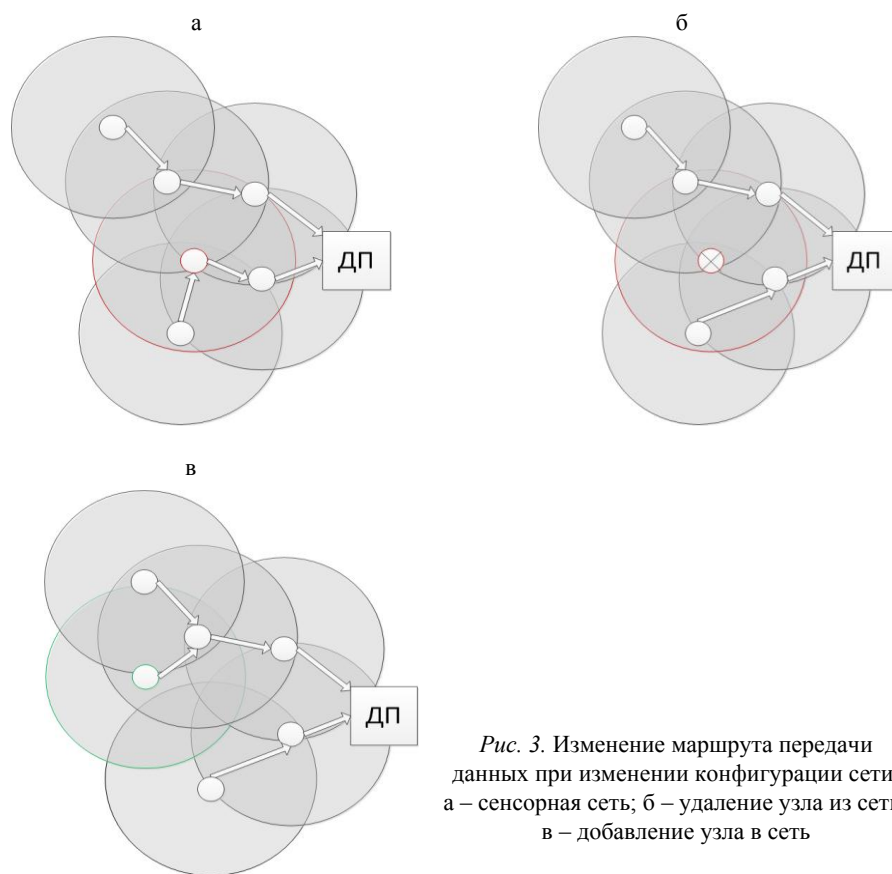 а
б
ДП
ДП
в
ДП
Рис. 3. Изменение маршрута передачи
данных при изменении конфигурации сети
а – сенсорная сеть; б – удаление узла из сет
в – добавление узла в сеть